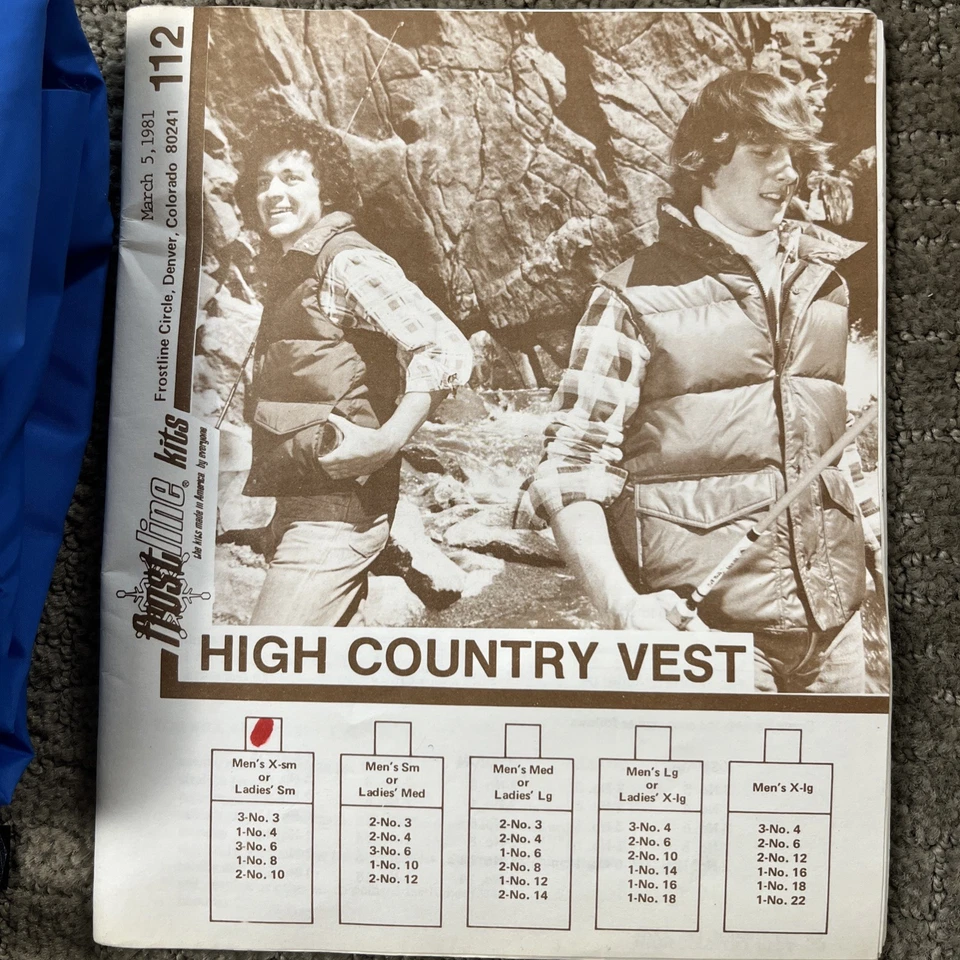 112
March 5,1981
Frostline Circle, Denver, Colorado 80241
frostline® kits
the kits made in America by everyone
HIGH COUNTRY VEST
Men's X-sm
or
Ladies' Sm
3-No. 3
1-No. 4
3-No. 6
1-No. 8
2-No. 10
Men's Sm
or
Ladies' Med
2-No. 3
2-No. 4
3-No. 6
1-No. 10
2-No. 12
Men's Med
or
Ladies' Lg
2-No. 3
2-No. 4
1-No. 6
2-No. 8
1-No. 12
2-No. 14
Men's Lg
or
Ladies' X-lg
3-No. 4
2-No. 6
2-No. 10
1-No. 14
1-No. 16
1-No. 18
Men's X-lg
3-No. 4
2-No. 6
2-No. 12
1-No. 16
1-No. 18
1-No. 22